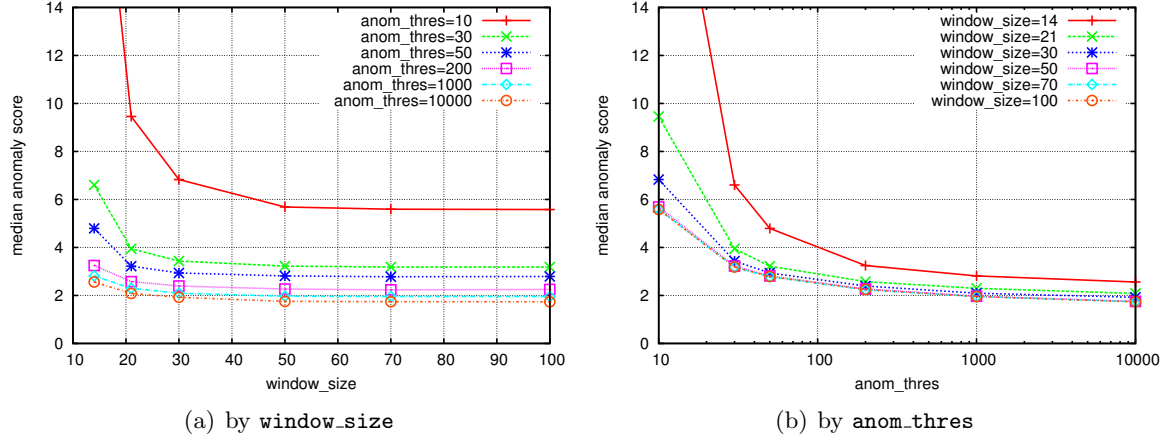 median anomaly score
14
12
10
8
6
4
2
0
anom_thres=10
anom_thres=30
anom_thres=50
anom_thres=200
anom_thres=1000
anom_thres=10000
10 20 30 40 50 60 70 80 90 100
window_size
(a) by window_size
median anomaly score
14
12
10
8
6
4
2
0
window_size=14
window_size=21
window_size=30
window_size=50
window_size=70
window_size=100
10 100 1000 10000
anom_thres
(b) by anom_thres